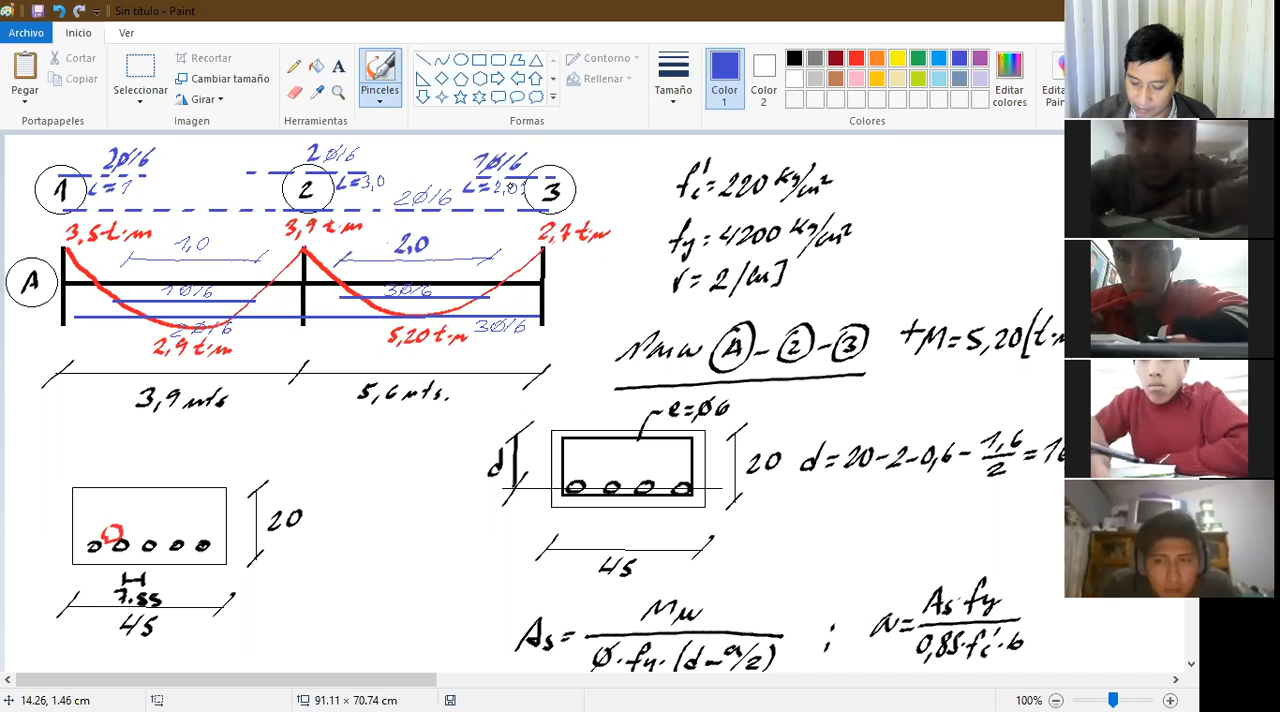 Sin título - Paint
Archivo Inicio Ver
Pegar
Cortar
Copiar
Portapapeles
Seleccionar
Recortar
Cambiar tamaño
Girar
Imagen
A
Herramientas
Pinceles
Contorno
Rellenar
Formas
Tamaño
Color 1
Color 2
Editar colores
Colores
2Ø16 2Ø16 1Ø16
L=1 L=3,0
1 2 2Ø16 3
3,5 t-m 3,9 t.m
1,0 2,0
A 1Ø16 3Ø16
2Ø16 3Ø16
2,9 t.m 5,20 t-m
3,9 mts 5,6 mts.
f'c = 220 Kg/cm²
fy = 4200 Kg/cm²
r = 2 [cm]
A - 2 - 3 +M = 5,20 [t.m
e = Ø6
d 20 d = 20 - 2 - 0,6 - 1,6/2 =
45
20
7.55
45
As = Mu / Ø·fy·(d-a/2) ; a = As·fy / 0,85·f'c·b
14.26, 1.46 cm 91.11 × 70.74 cm 100%